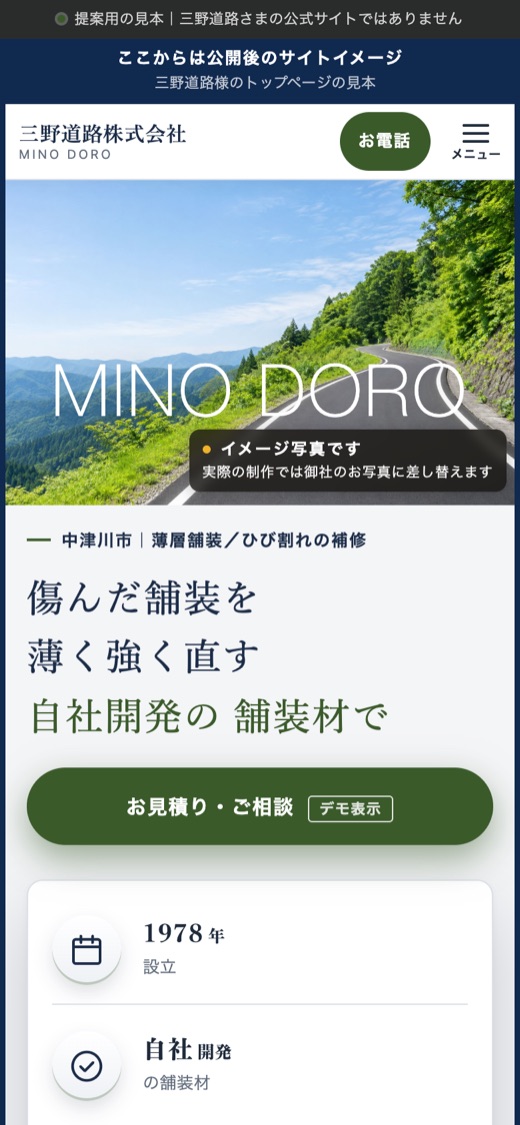 提案用の見本｜三野道路さまの公式サイトではありません
ここからは公開後のサイトイメージ
三野道路様のトップページの見本
三野道路株式会社
MINO DORO
お電話
メニュー
MINO DORO
イメージ写真です
実際の制作では御社のお写真に差し替えます
中津川市｜薄層舗装／ひび割れの補修
傷んだ舗装を
薄く強く直す
自社開発の 舗装材で
お見積り・ご相談 デモ表示
1978 年
設立
自社 開発
の舗装材